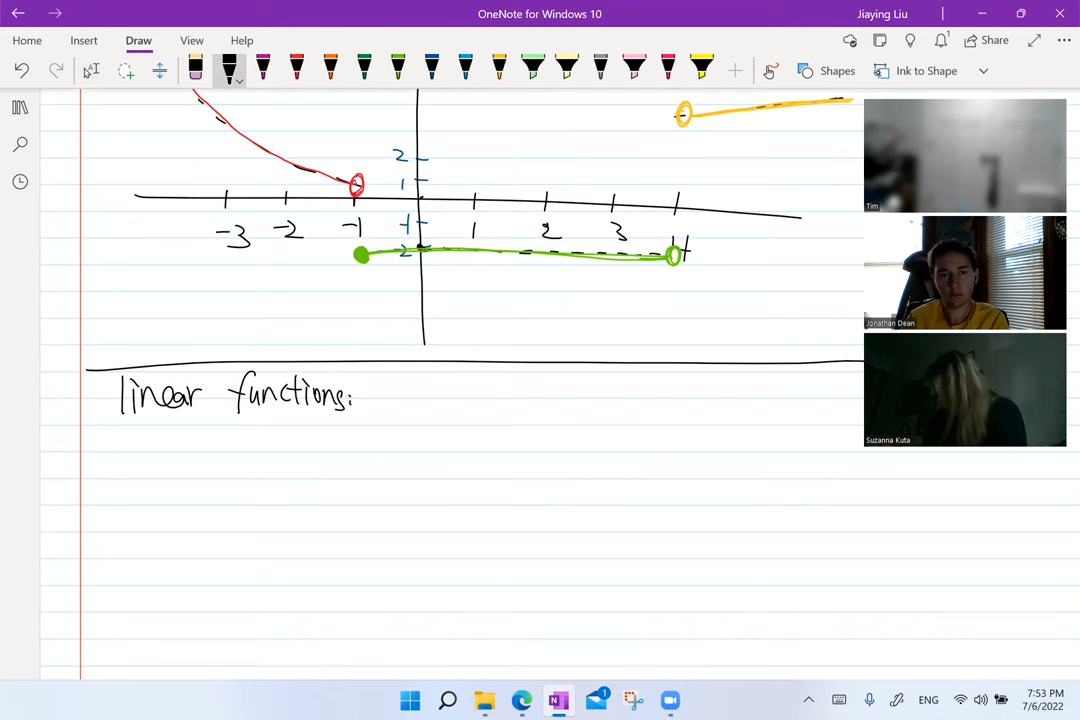 OneNote for Windows 10
Jiaying Liu
Home Insert Draw View Help
Share
Shapes
Ink to Shape
2
1
-3 -2 -1 1 2 3 4
-1
-2
linear functions:
Tim
Jonathan Dean
Suzanna Kuta
1
ENG
7:53 PM
7/6/2022